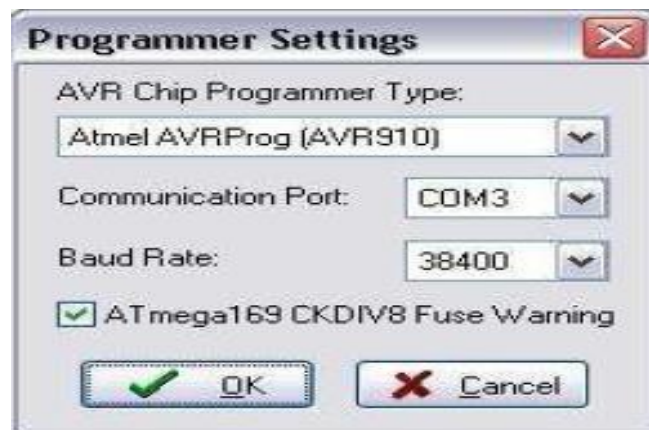 Programmer Settings
AVR Chip Programmer Type:
Atmel AVRProg (AVR910)
Communication Port: COM3
Baud Rate: 38400
ATmega169 CKDIV8 Fuse Warning
OK Cancel